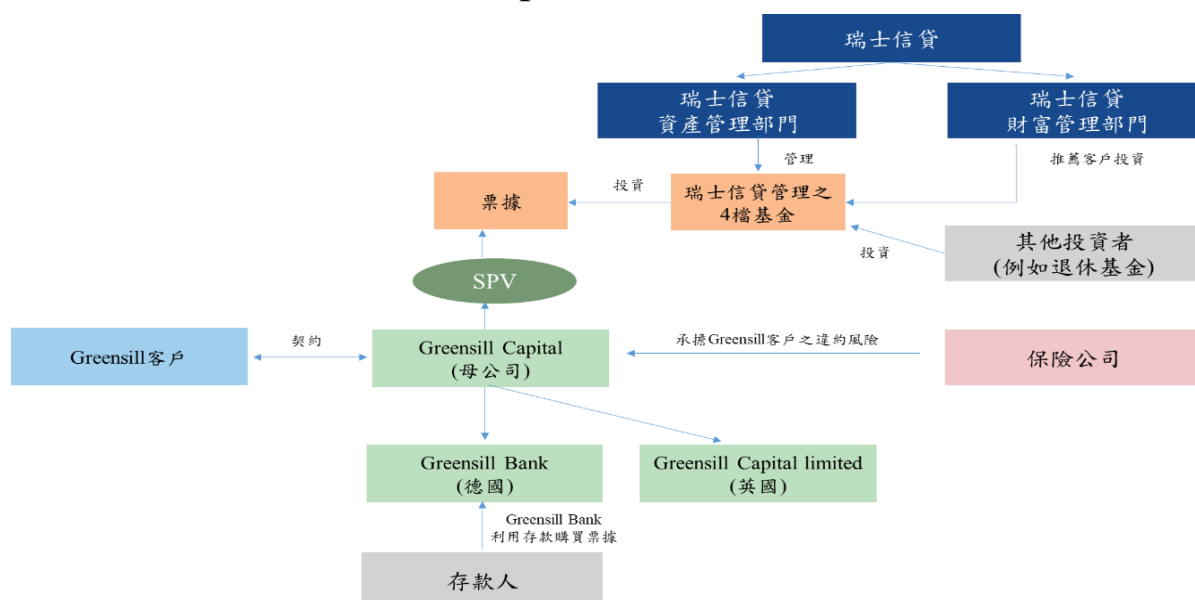 瑞士信貸
瑞士信貸
資產管理部門
瑞士信貸
財富管理部門
管理
推薦客戶投資
票據
投資
瑞士信貸管理之
4檔基金
投資
其他投資者
(例如退休基金)
SPV
Greensill客戶
契約
Greensill Capital
(母公司)
承擔Greensill客戶之違約風險
保險公司
Greensill Bank
(德國)
Greensill Capital limited
(英國)
Greensill Bank
利用存款購買票據
存款人